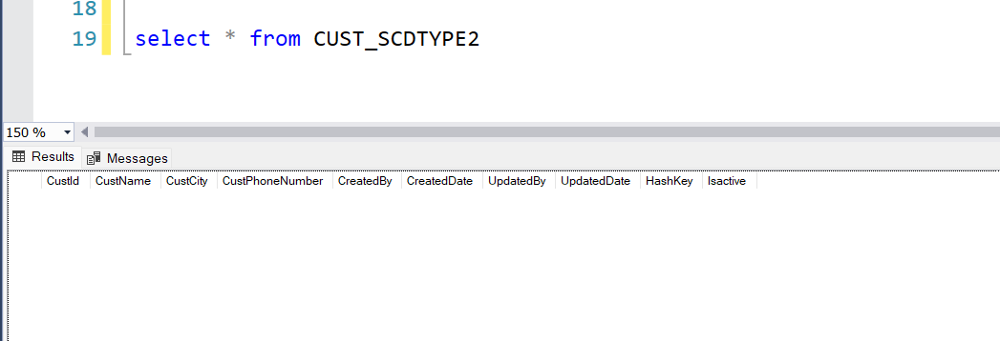 18
19 select * from CUST_SCDTYPE2
150 %
Results Messages
CustId CustName CustCity CustPhoneNumber CreatedBy CreatedDate UpdatedBy UpdatedDate HashKey Isactive